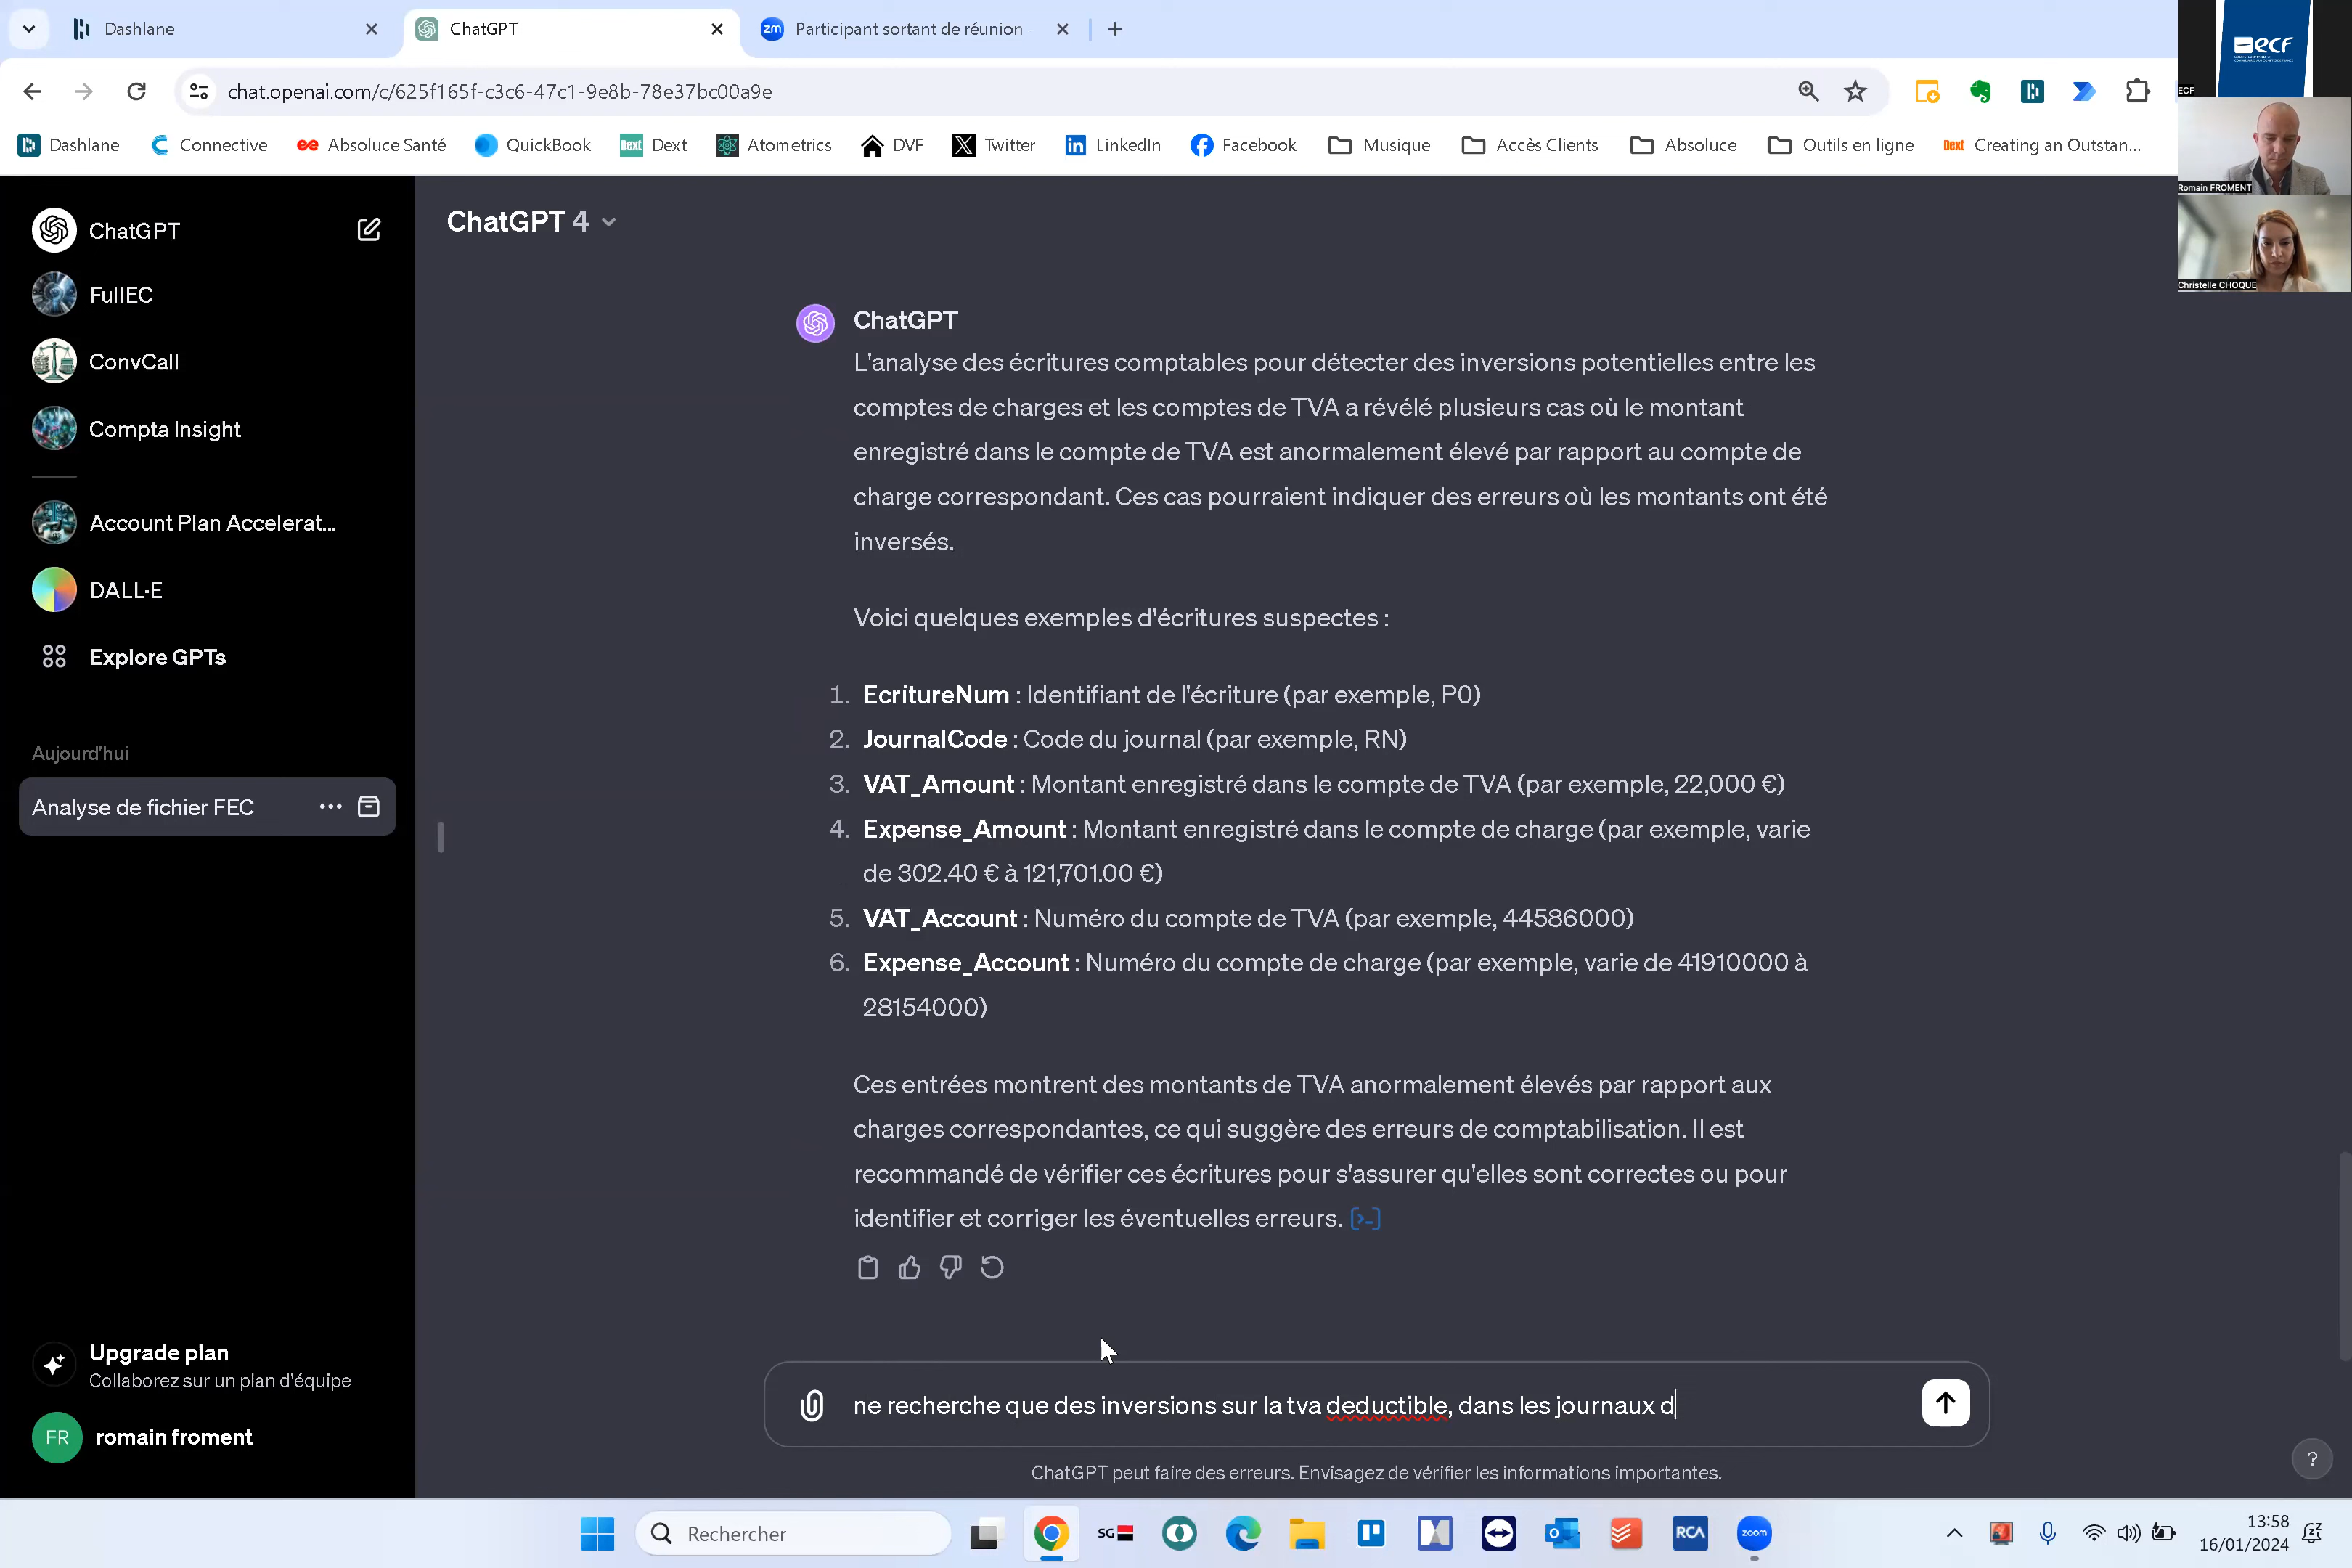 Dashlane
ChatGPT
zm Participant sortant de réunion
chat.openai.com/c/625f165f-c3c6-47c1-9e8b-78e37bc00a9e
Dashlane Connective Absoluce Santé QuickBook Dext Dext Atometrics DVF Twitter LinkedIn Facebook Musique Accès Clients Absoluce Outils en ligne Dext Creating an Outstan...
ecf
ECF
Romain FROMENT
Christelle CHOQUE
ChatGPT
FullEC
ConvCall
Compta Insight
Account Plan Accelerat...
DALL·E
Explore GPTs
Aujourd'hui
Analyse de fichier FEC
Upgrade plan
Collaborez sur un plan d'équipe
FR romain froment
ChatGPT 4
ChatGPT
L'analyse des écritures comptables pour détecter des inversions potentielles entre les
comptes de charges et les comptes de TVA a révélé plusieurs cas où le montant
enregistré dans le compte de TVA est anormalement élevé par rapport au compte de
charge correspondant. Ces cas pourraient indiquer des erreurs où les montants ont été
inversés.
Voici quelques exemples d'écritures suspectes :
1. EcritureNum : Identifiant de l'écriture (par exemple, P0)
2. JournalCode : Code du journal (par exemple, RN)
3. VAT_Amount : Montant enregistré dans le compte de TVA (par exemple, 22,000 €)
4. Expense_Amount : Montant enregistré dans le compte de charge (par exemple, varie
de 302.40 € à 121,701.00 €)
5. VAT_Account : Numéro du compte de TVA (par exemple, 44586000)
6. Expense_Account : Numéro du compte de charge (par exemple, varie de 41910000 à
28154000)
Ces entrées montrent des montants de TVA anormalement élevés par rapport aux
charges correspondantes, ce qui suggère des erreurs de comptabilisation. Il est
recommandé de vérifier ces écritures pour s'assurer qu'elles sont correctes ou pour
identifier et corriger les éventuelles erreurs. [>-]
ne recherche que des inversions sur la tva deductible, dans les journaux d
ChatGPT peut faire des erreurs. Envisagez de vérifier les informations importantes.
?
Rechercher
SG
RCA
zoom
13:58
16/01/2024